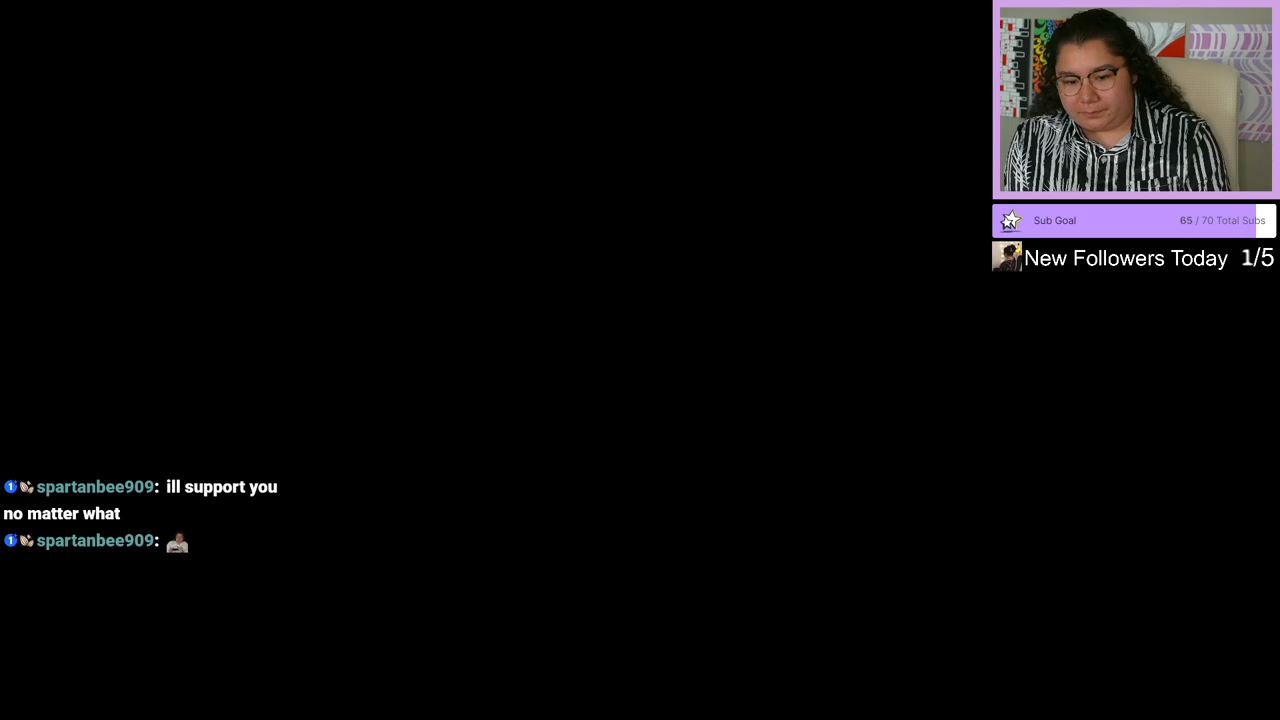 Sub Goal 65 / 70 Total Subs
New Followers Today 1/5
spartanbee909: ill support you
no matter what
spartanbee909: